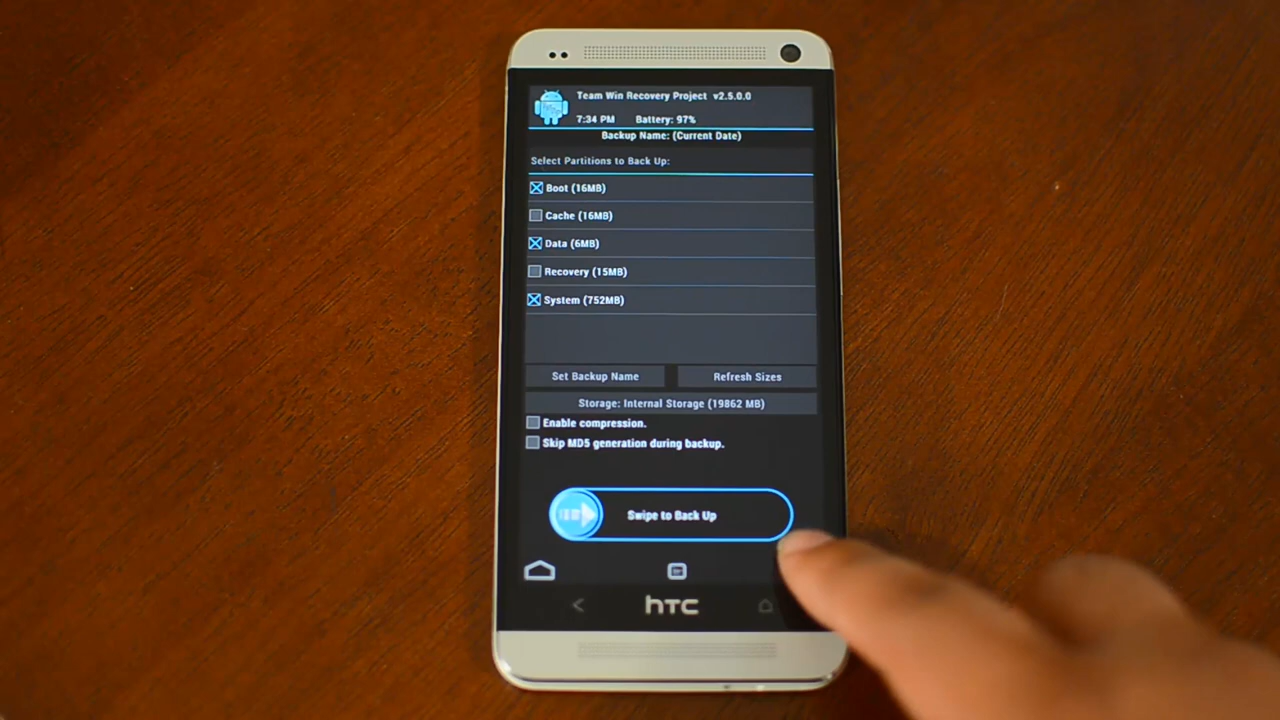 Team Win Recovery Project v2.5.0.0
7:34 PM Battery: 97%
Backup Name: (Current Date)
Select Partitions to Back Up:
Boot (16MB)
Cache (16MB)
Data (6MB)
Recovery (15MB)
System (752MB)
Set Backup Name Refresh Sizes
Storage: Internal Storage (19862 MB)
Enable compression.
Skip MD5 generation during backup.
Swipe to Back Up
hTC